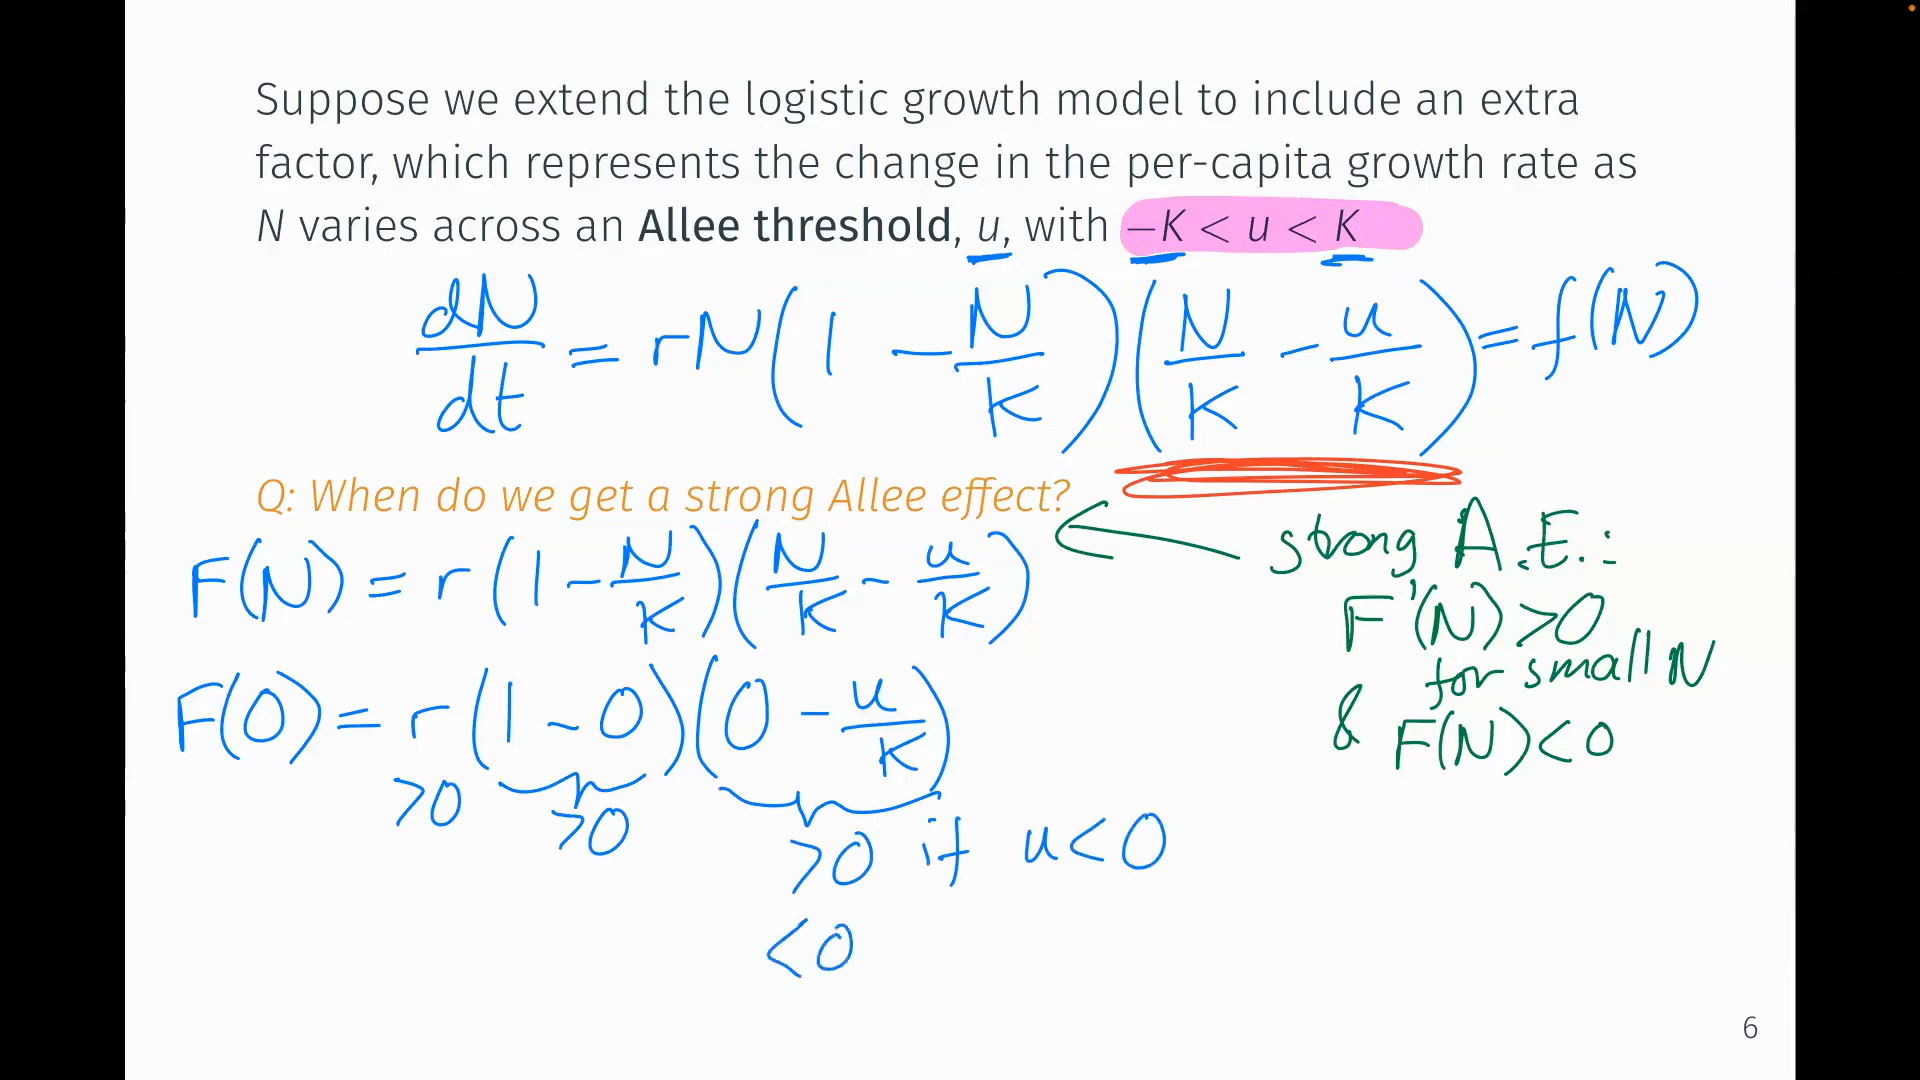 Suppose we extend the logistic growth model to include an extra
factor, which represents the change in the per-capita growth rate as
N varies across an Allee threshold, u, with −K < u < K
dN/dt = rN(1 − N/K)(N/K − u/K) = f(N)
Q: When do we get a strong Allee effect?
strong A.E.:
F'(N) > 0
for small N
& F(N) < 0
F(N) = r(1 − N/K)(N/K − u/K)
F(0) = r(1 − 0)(0 − u/K)
>0 >0 >0 if u < 0
<0
6